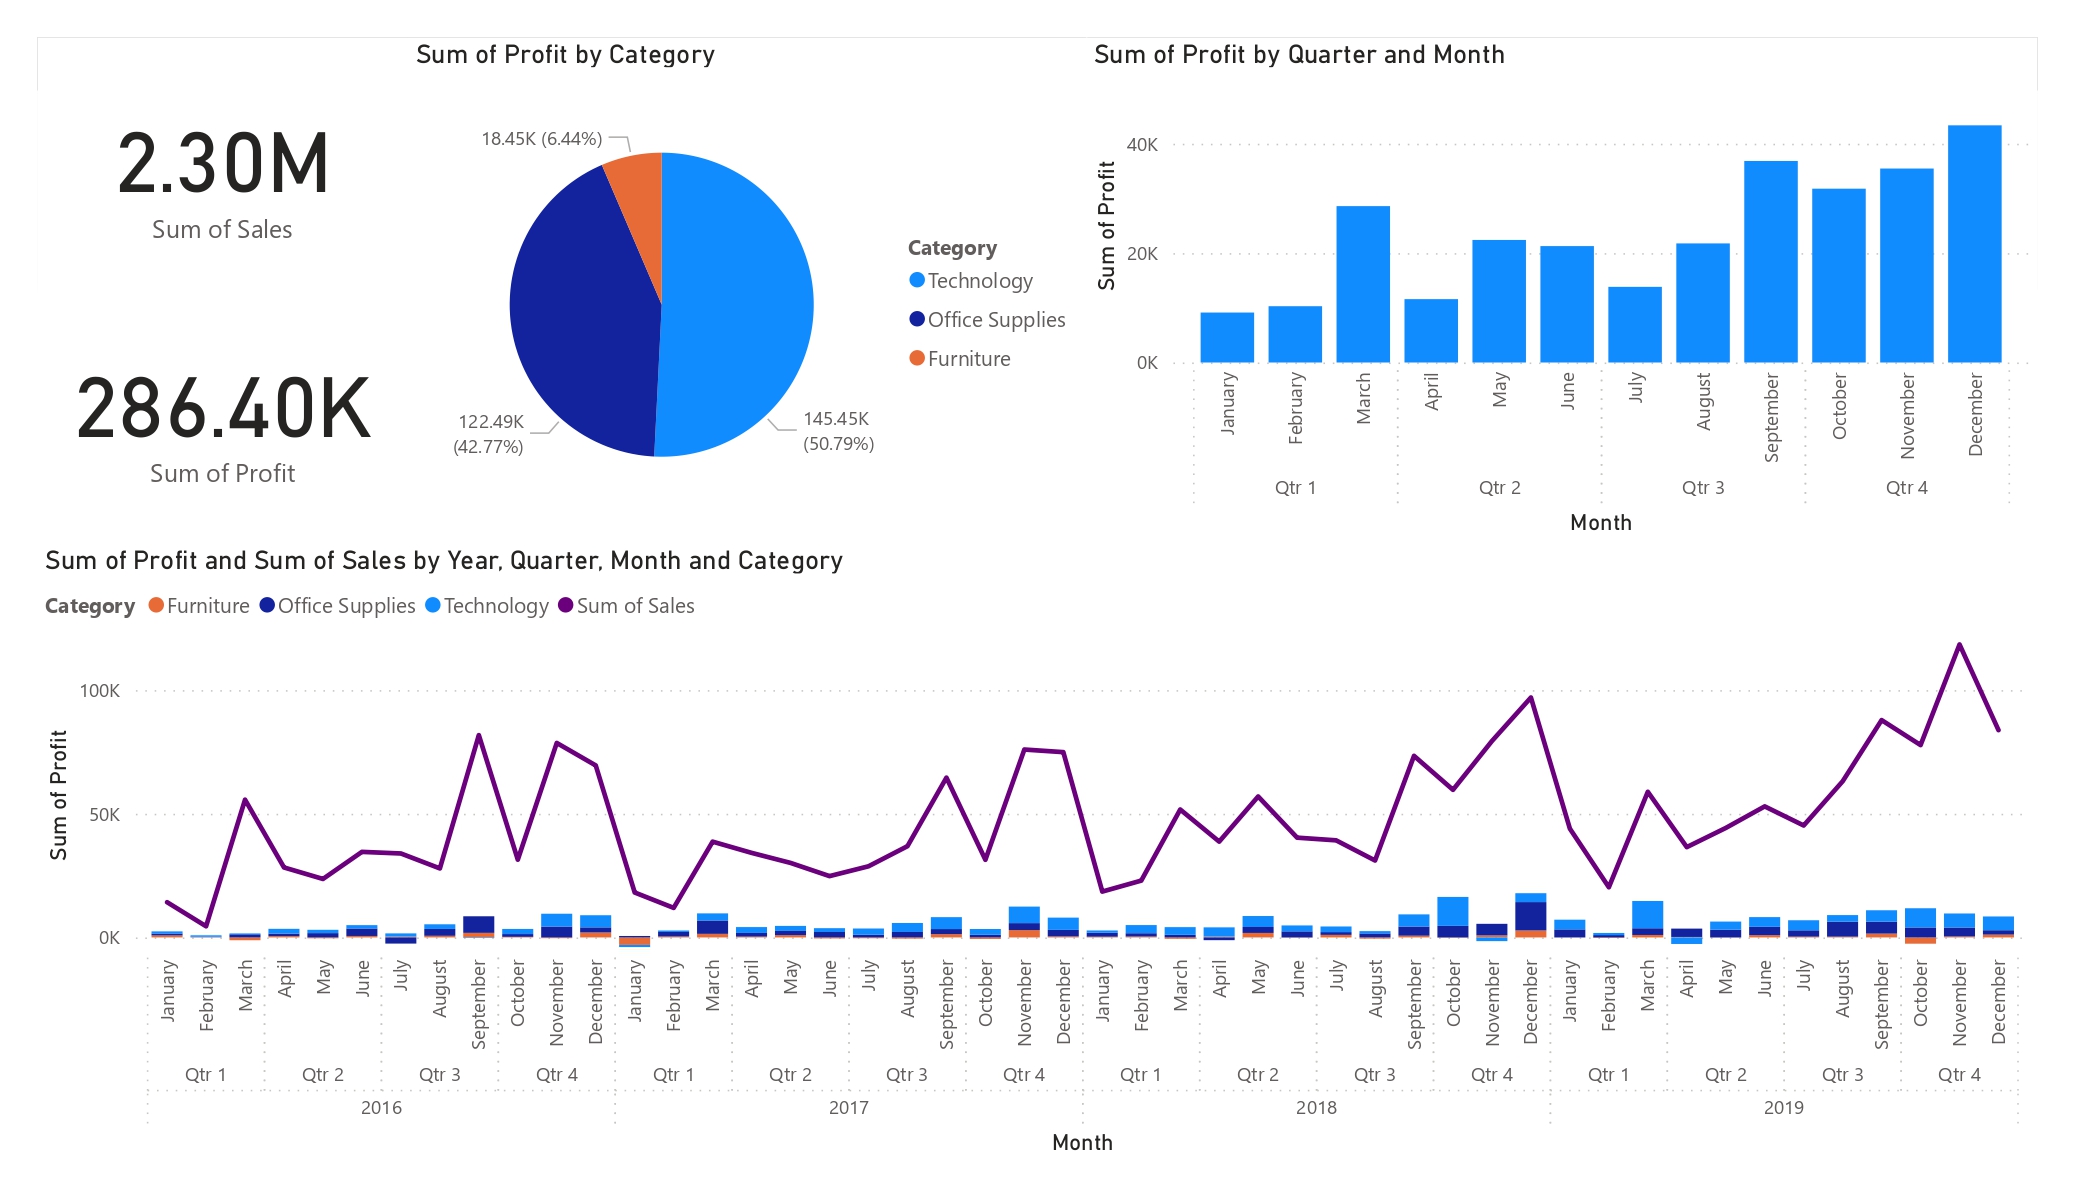 Sum of Profit by Category
2.30M
Sum of Sales
286.40K
Sum of Profit
18.45K (6.44%)
122.49K
(42.77%)
145.45K
(50.79%)
Category
Technology
Office Supplies
Furniture
Sum of Profit by Quarter and Month
Sum of Profit
40K
20K
0K
January
February
March
April
May
June
July
August
September
October
November
December
Qtr 1
Qtr 2
Qtr 3
Qtr 4
Month
Sum of Profit and Sum of Sales by Year, Quarter, Month and Category
Category Furniture Office Supplies Technology Sum of Sales
Sum of Profit
100K
50K
0K
January
February
March
April
May
June
July
August
September
October
November
December
January
February
March
April
May
June
July
August
September
October
November
December
January
February
March
April
May
June
July
August
September
October
November
December
January
February
March
April
May
June
July
August
September
October
November
December
Qtr 1 Qtr 2 Qtr 3 Qtr 4 Qtr 1 Qtr 2 Qtr 3 Qtr 4 Qtr 1 Qtr 2 Qtr 3 Qtr 4 Qtr 1 Qtr 2 Qtr 3 Qtr 4
2016 2017 2018 2019
Month